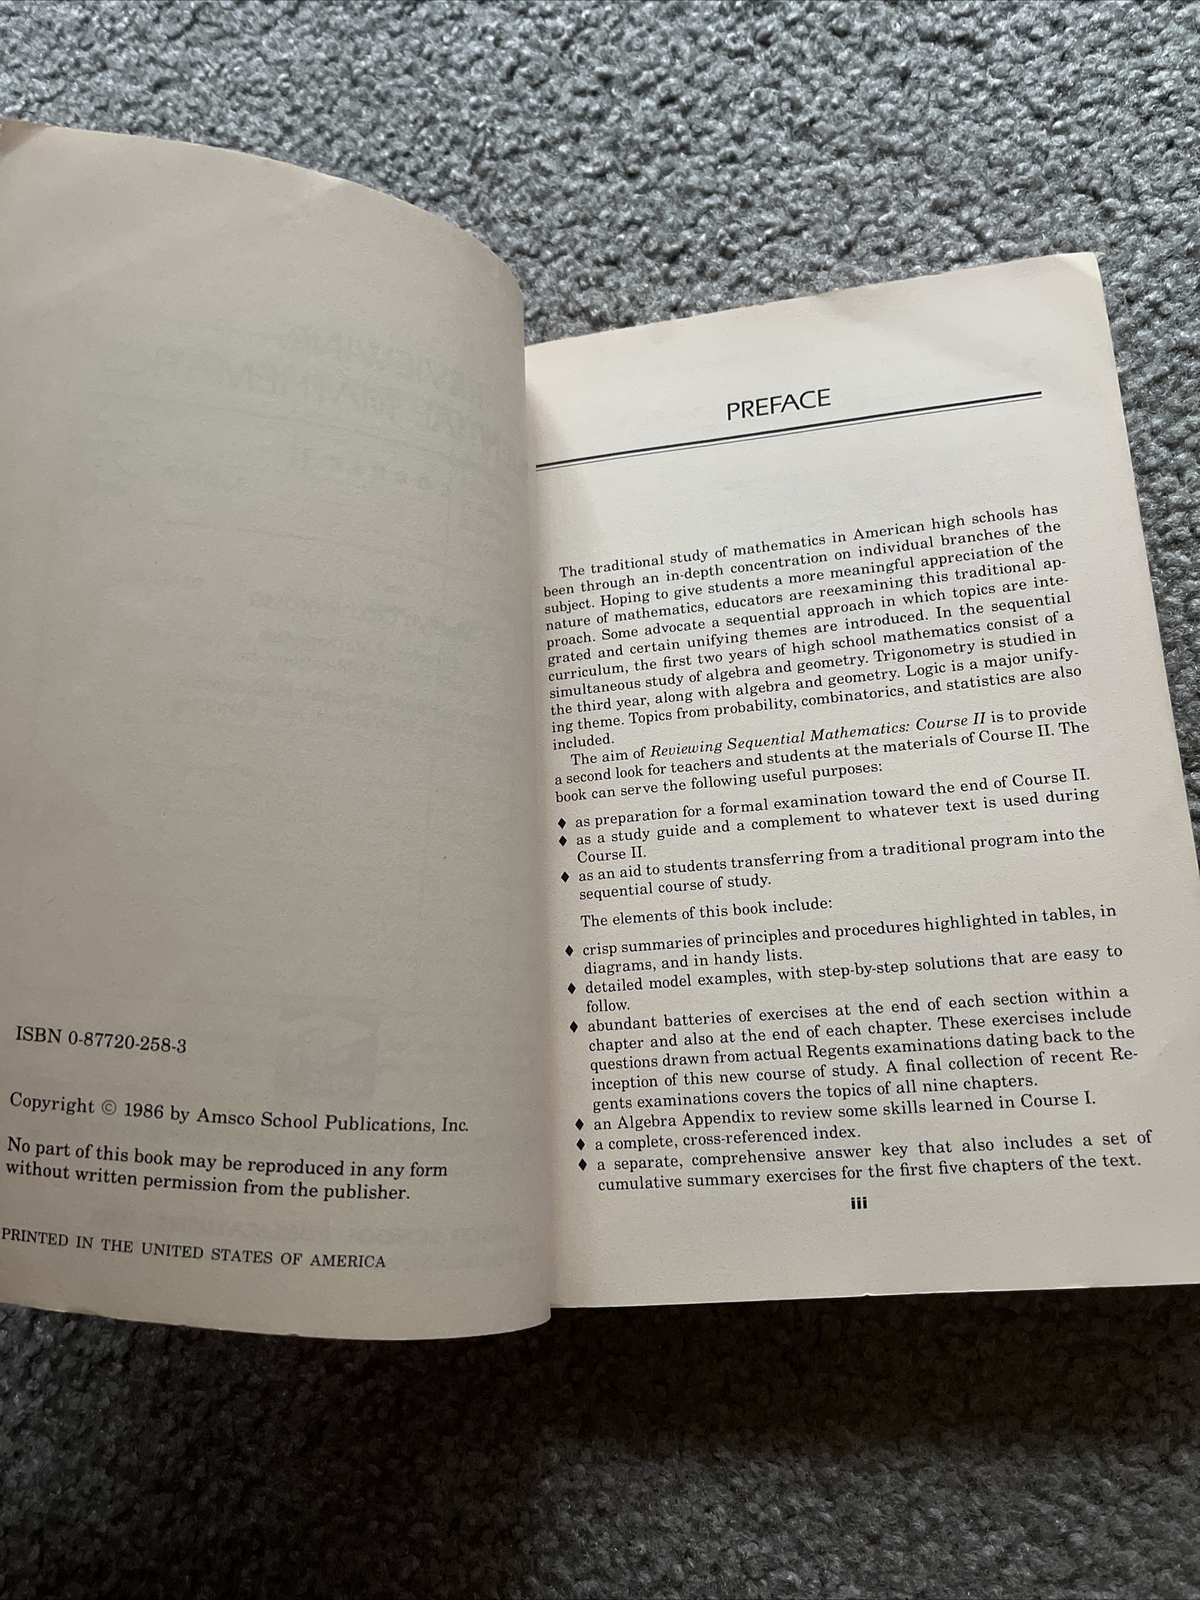 ISBN 0-87720-258-3
Copyright © 1986 by Amsco School Publications, Inc.
No part of this book may be reproduced in any form
without written permission from the publisher.
PRINTED IN THE UNITED STATES OF AMERICA
PREFACE
The traditional study of mathematics in American high schools has
been through an in-depth concentration on individual branches of the
subject. Hoping to give students a more meaningful appreciation of the
nature of mathematics, educators are reexamining this traditional ap-
proach. Some advocate a sequential approach in which topics are inte-
grated and certain unifying themes are introduced. In the sequential
curriculum, the first two years of high school mathematics consist of a
simultaneous study of algebra and geometry. Trigonometry is studied in
the third year, along with algebra and geometry. Logic is a major unify-
ing theme. Topics from probability, combinatorics, and statistics are also
included.
The aim of Reviewing Sequential Mathematics: Course II is to provide
a second look for teachers and students at the materials of Course II. The
book can serve the following useful purposes:
♦ as preparation for a formal examination toward the end of Course II.
♦ as a study guide and a complement to whatever text is used during
Course II.
♦ as an aid to students transferring from a traditional program into the
sequential course of study.
The elements of this book include:
♦ crisp summaries of principles and procedures highlighted in tables, in
diagrams, and in handy lists.
♦ detailed model examples, with step-by-step solutions that are easy to
follow.
♦ abundant batteries of exercises at the end of each section within a
chapter and also at the end of each chapter. These exercises include
questions drawn from actual Regents examinations dating back to the
inception of this new course of study. A final collection of recent Re-
gents examinations covers the topics of all nine chapters.
♦ an Algebra Appendix to review some skills learned in Course I.
♦ a complete, cross-referenced index.
♦ a separate, comprehensive answer key that also includes a set of
cumulative summary exercises for the first five chapters of the text.
iii